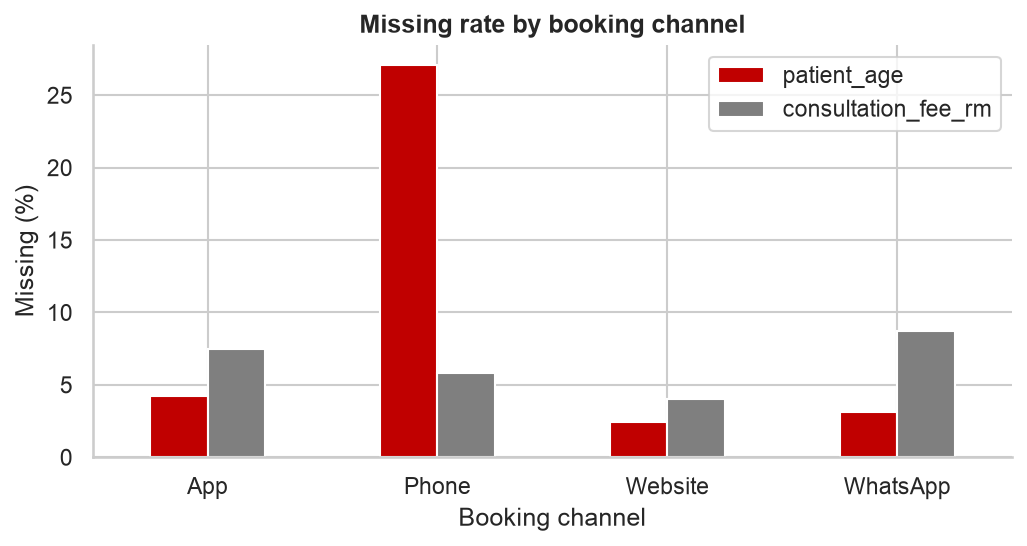 Missing rate by booking channel
patient_age
consultation_fee_rm
Missing (%)
25
20
15
10
5
0
App
Phone
Website
WhatsApp
Booking channel